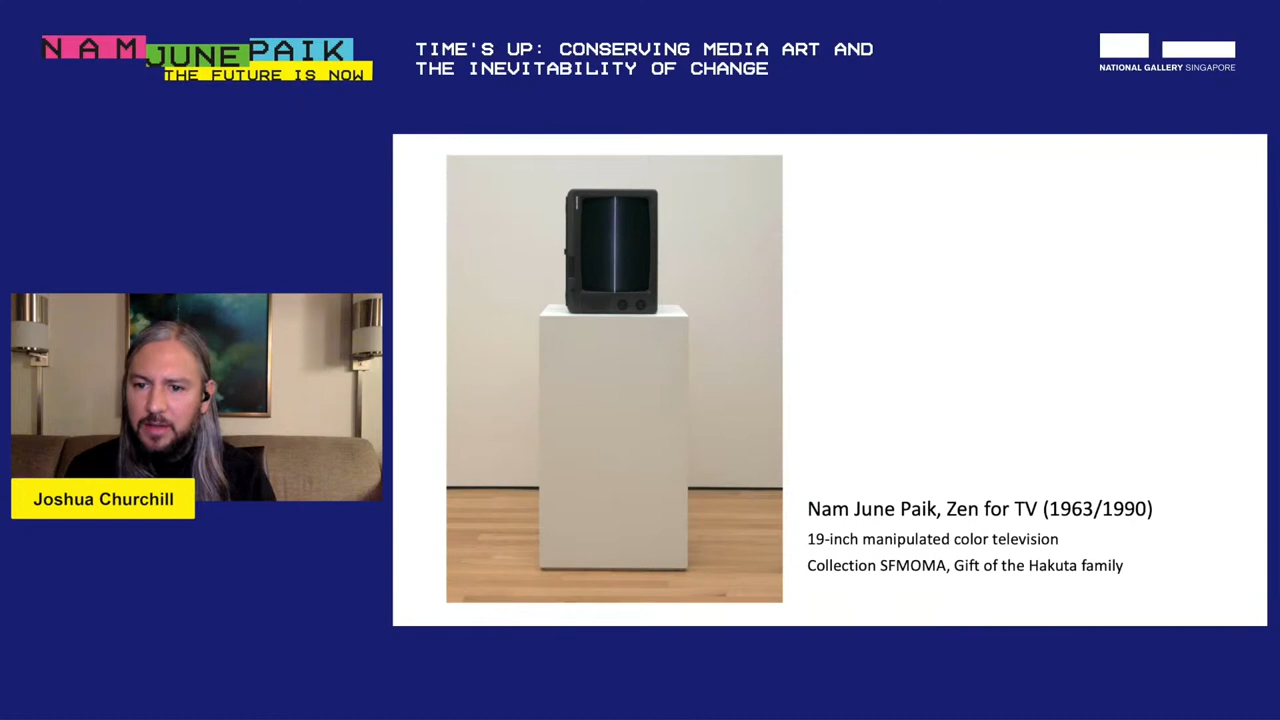 NAM JUNE PAIK
THE FUTURE IS NOW
TIME'S UP: CONSERVING MEDIA ART AND
THE INEVITABILITY OF CHANGE
NATIONAL GALLERY SINGAPORE
Joshua Churchill
Nam June Paik, Zen for TV (1963/1990)
19-inch manipulated color television
Collection SFMOMA, Gift of the Hakuta family